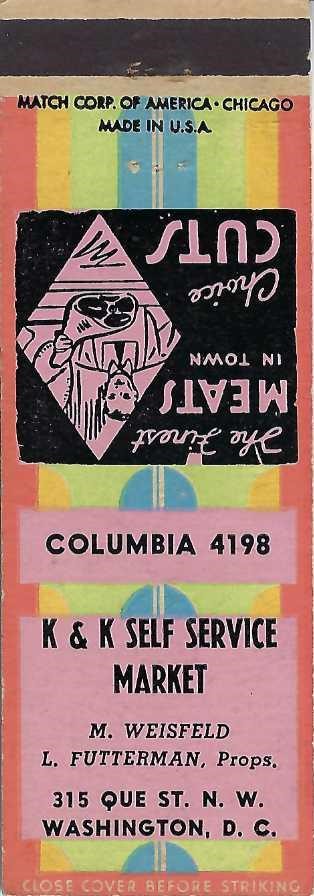 MATCH CORP. OF AMERICA • CHICAGO
MADE IN U.S.A.
The Finest
MEATS
IN TOWN
Choice
CUTS
COLUMBIA 4198
K & K SELF SERVICE
MARKET
M. WEISFELD
L. FUTTERMAN, Props.
315 QUE ST. N. W.
WASHINGTON, D. C.
CLOSE COVER BEFORE STRIKING